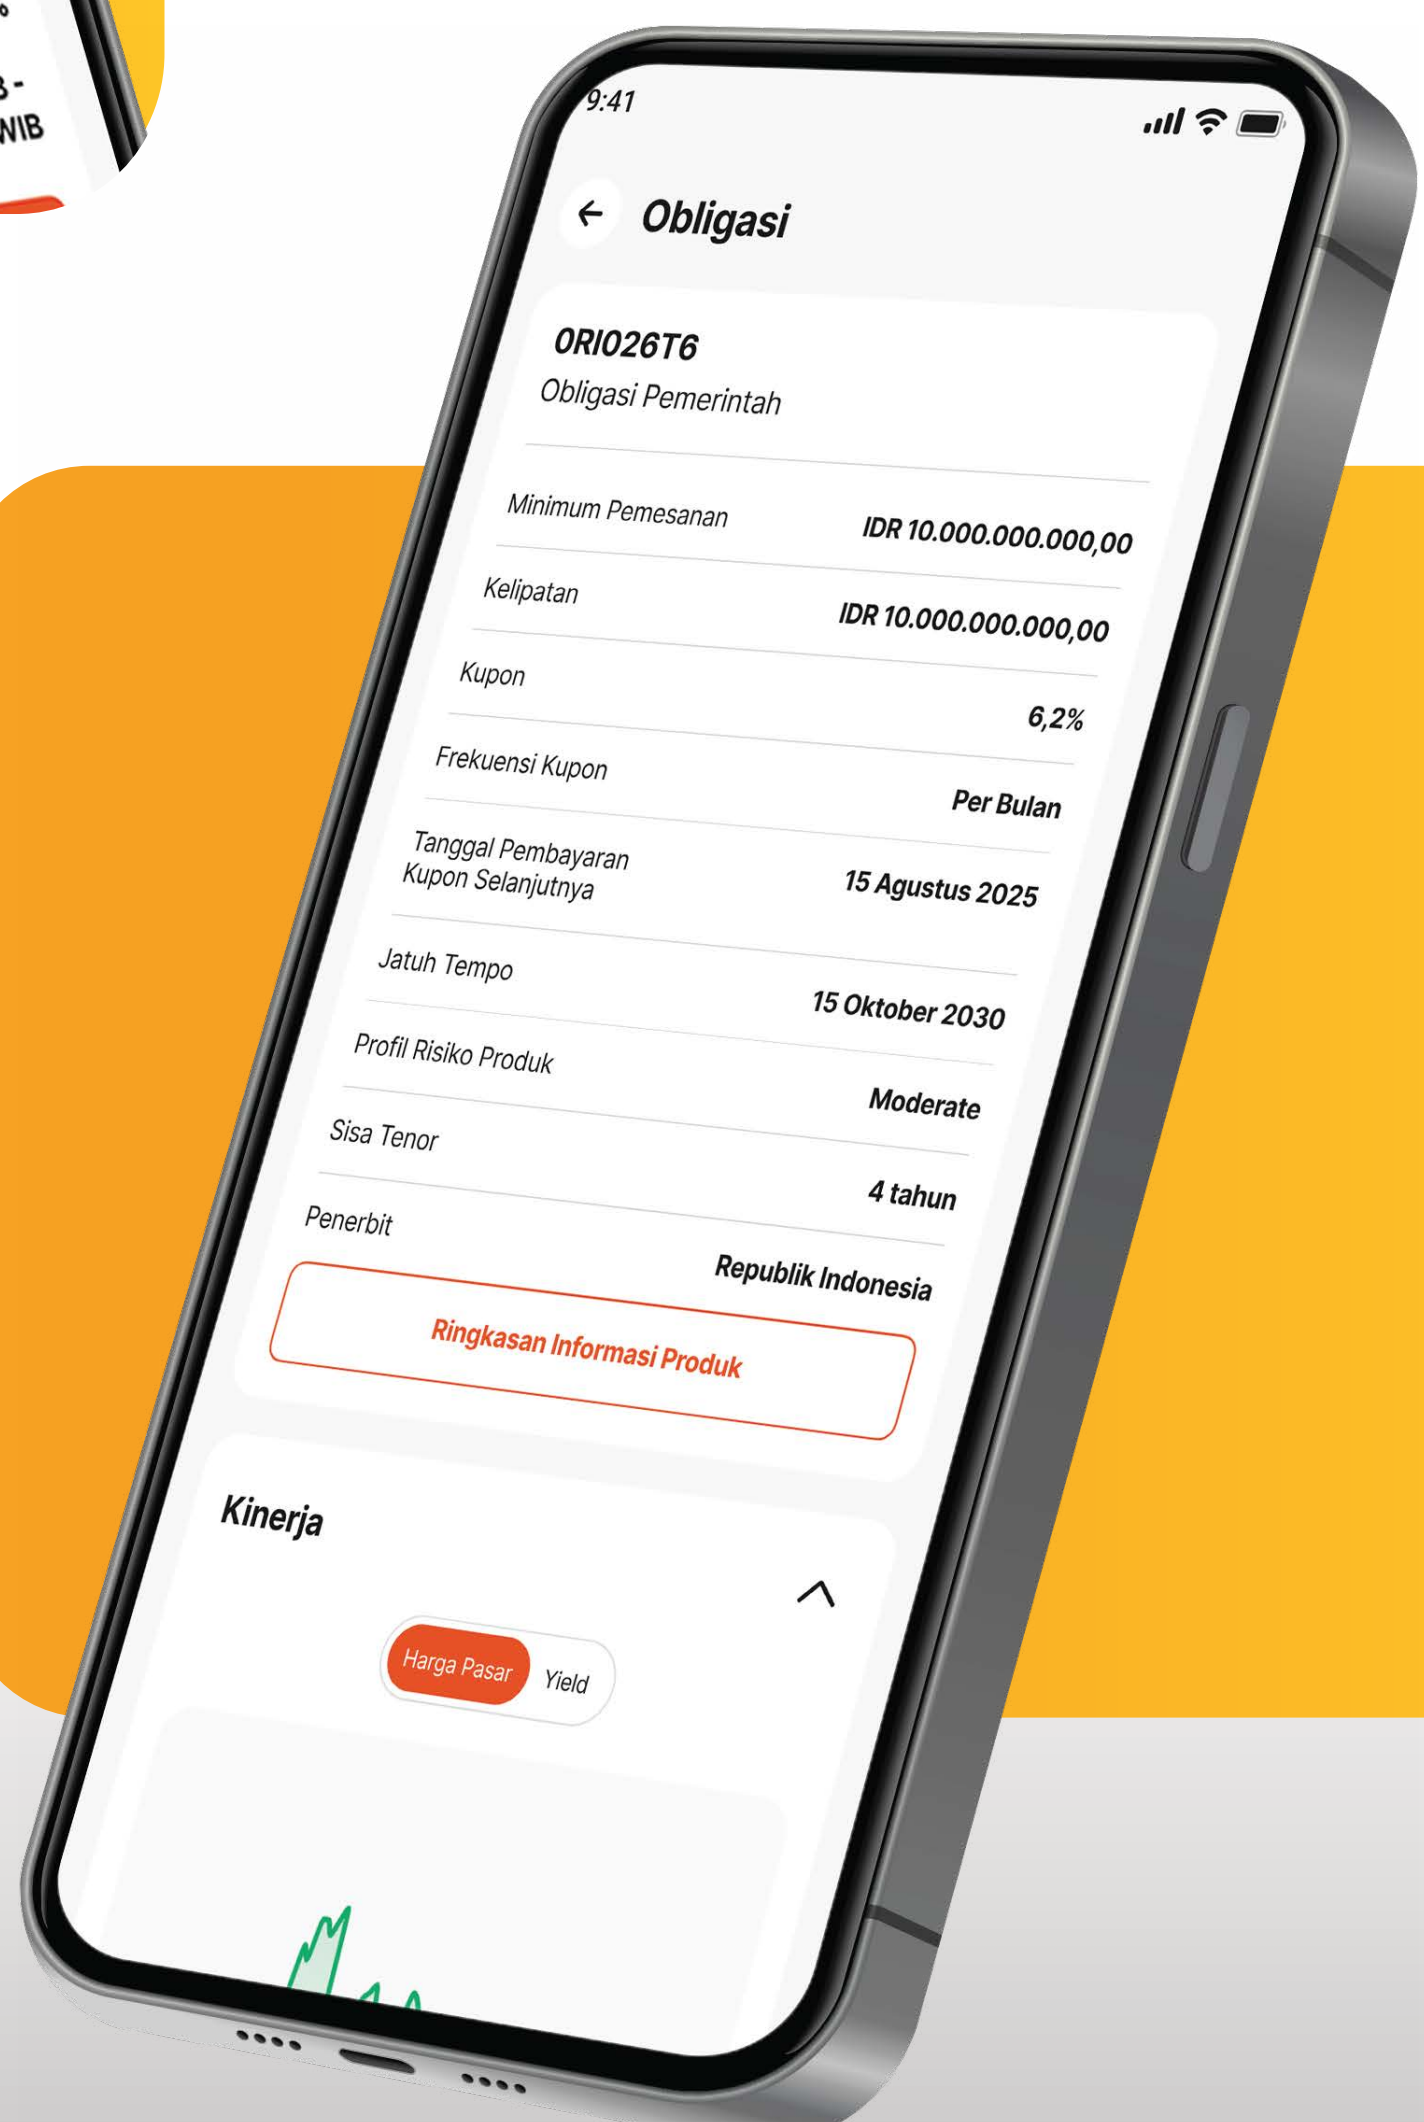 WIB
9:41
Obligasi
0RI026T6
Obligasi Pemerintah
Minimum Pemesanan IDR 10.000.000.000,00
Kelipatan IDR 10.000.000.000,00
Kupon 6,2%
Frekuensi Kupon Per Bulan
Tanggal Pembayaran
Kupon Selanjutnya 15 Agustus 2025
Jatuh Tempo 15 Oktober 2030
Profil Risiko Produk Moderate
Sisa Tenor 4 tahun
Penerbit Republik Indonesia
Ringkasan Informasi Produk
Kinerja
Harga Pasar Yield